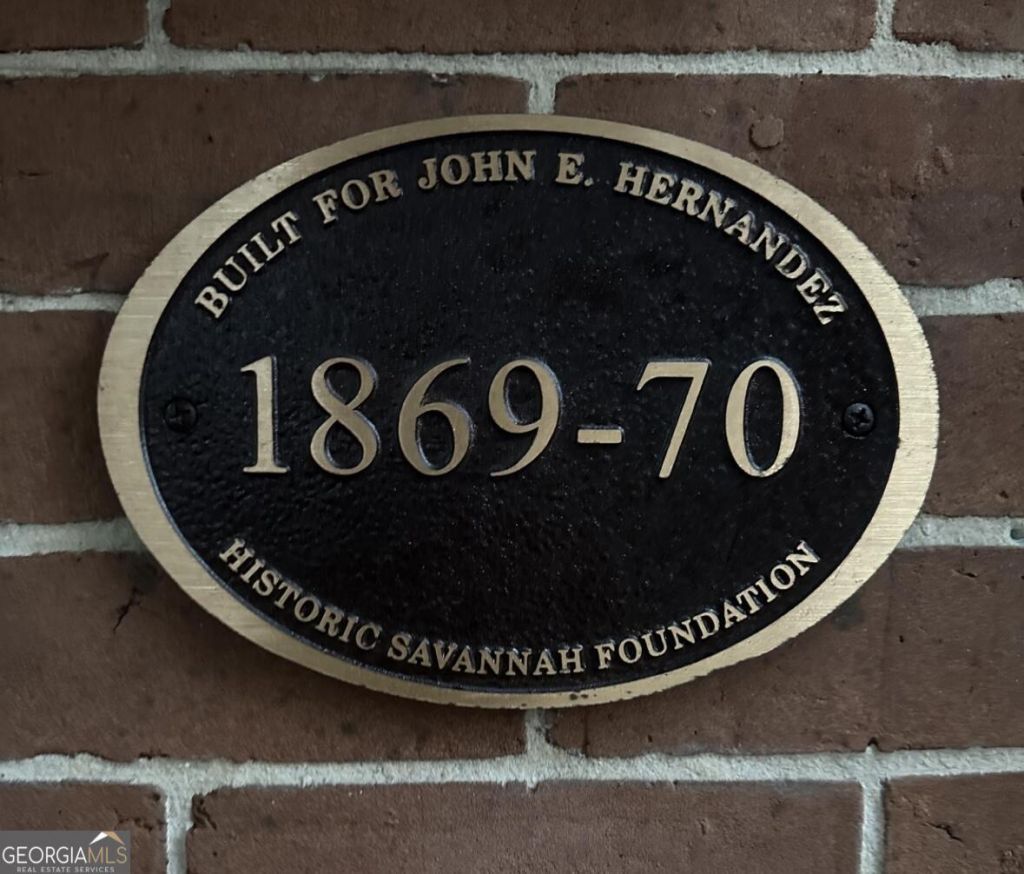 BUILT FOR JOHN E. HERNANDEZ
1869-70
HISTORIC SAVANNAH FOUNDATION
GEORGIAMLS
REAL ESTATE SERVICES